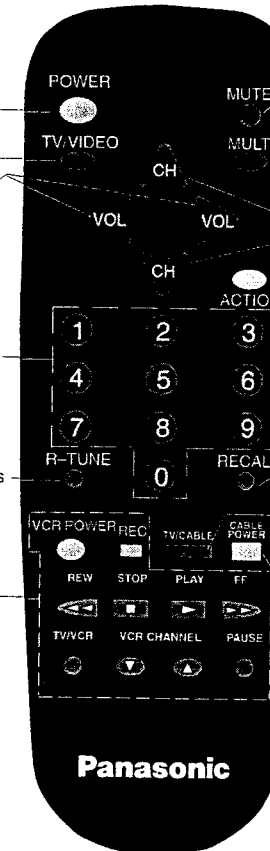 POWER MUTE
TV/VIDEO MULT
CH
VOL VOL
CH
ACTIO
1 2 3
4 5 6
7 8 9
R-TUNE 0 RECAL
S
VCR POWER REC TV/CABLE CABLE POWER
REW STOP PLAY FF
TV/VCR VCR CHANNEL PAUSE
Panasonic